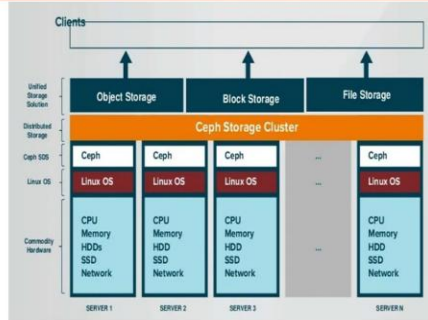 Clients
Unified Storage Solution
Object Storage
Block Storage
File Storage
Distributed Storage
Ceph Storage Cluster
Ceph SDS
Ceph
Ceph
Ceph
...
Ceph
Linux OS
Linux OS
Linux OS
Linux OS
...
Linux OS
Commodity Hardware
CPU
Memory
HDDs
SSD
Network
CPU
Memory
HDD
SSD
Network
CPU
Memory
HDD
SSD
Network
...
CPU
Memory
HDD
SSD
Network
SERVER 1
SERVER 2
SERVER 3
SERVER N